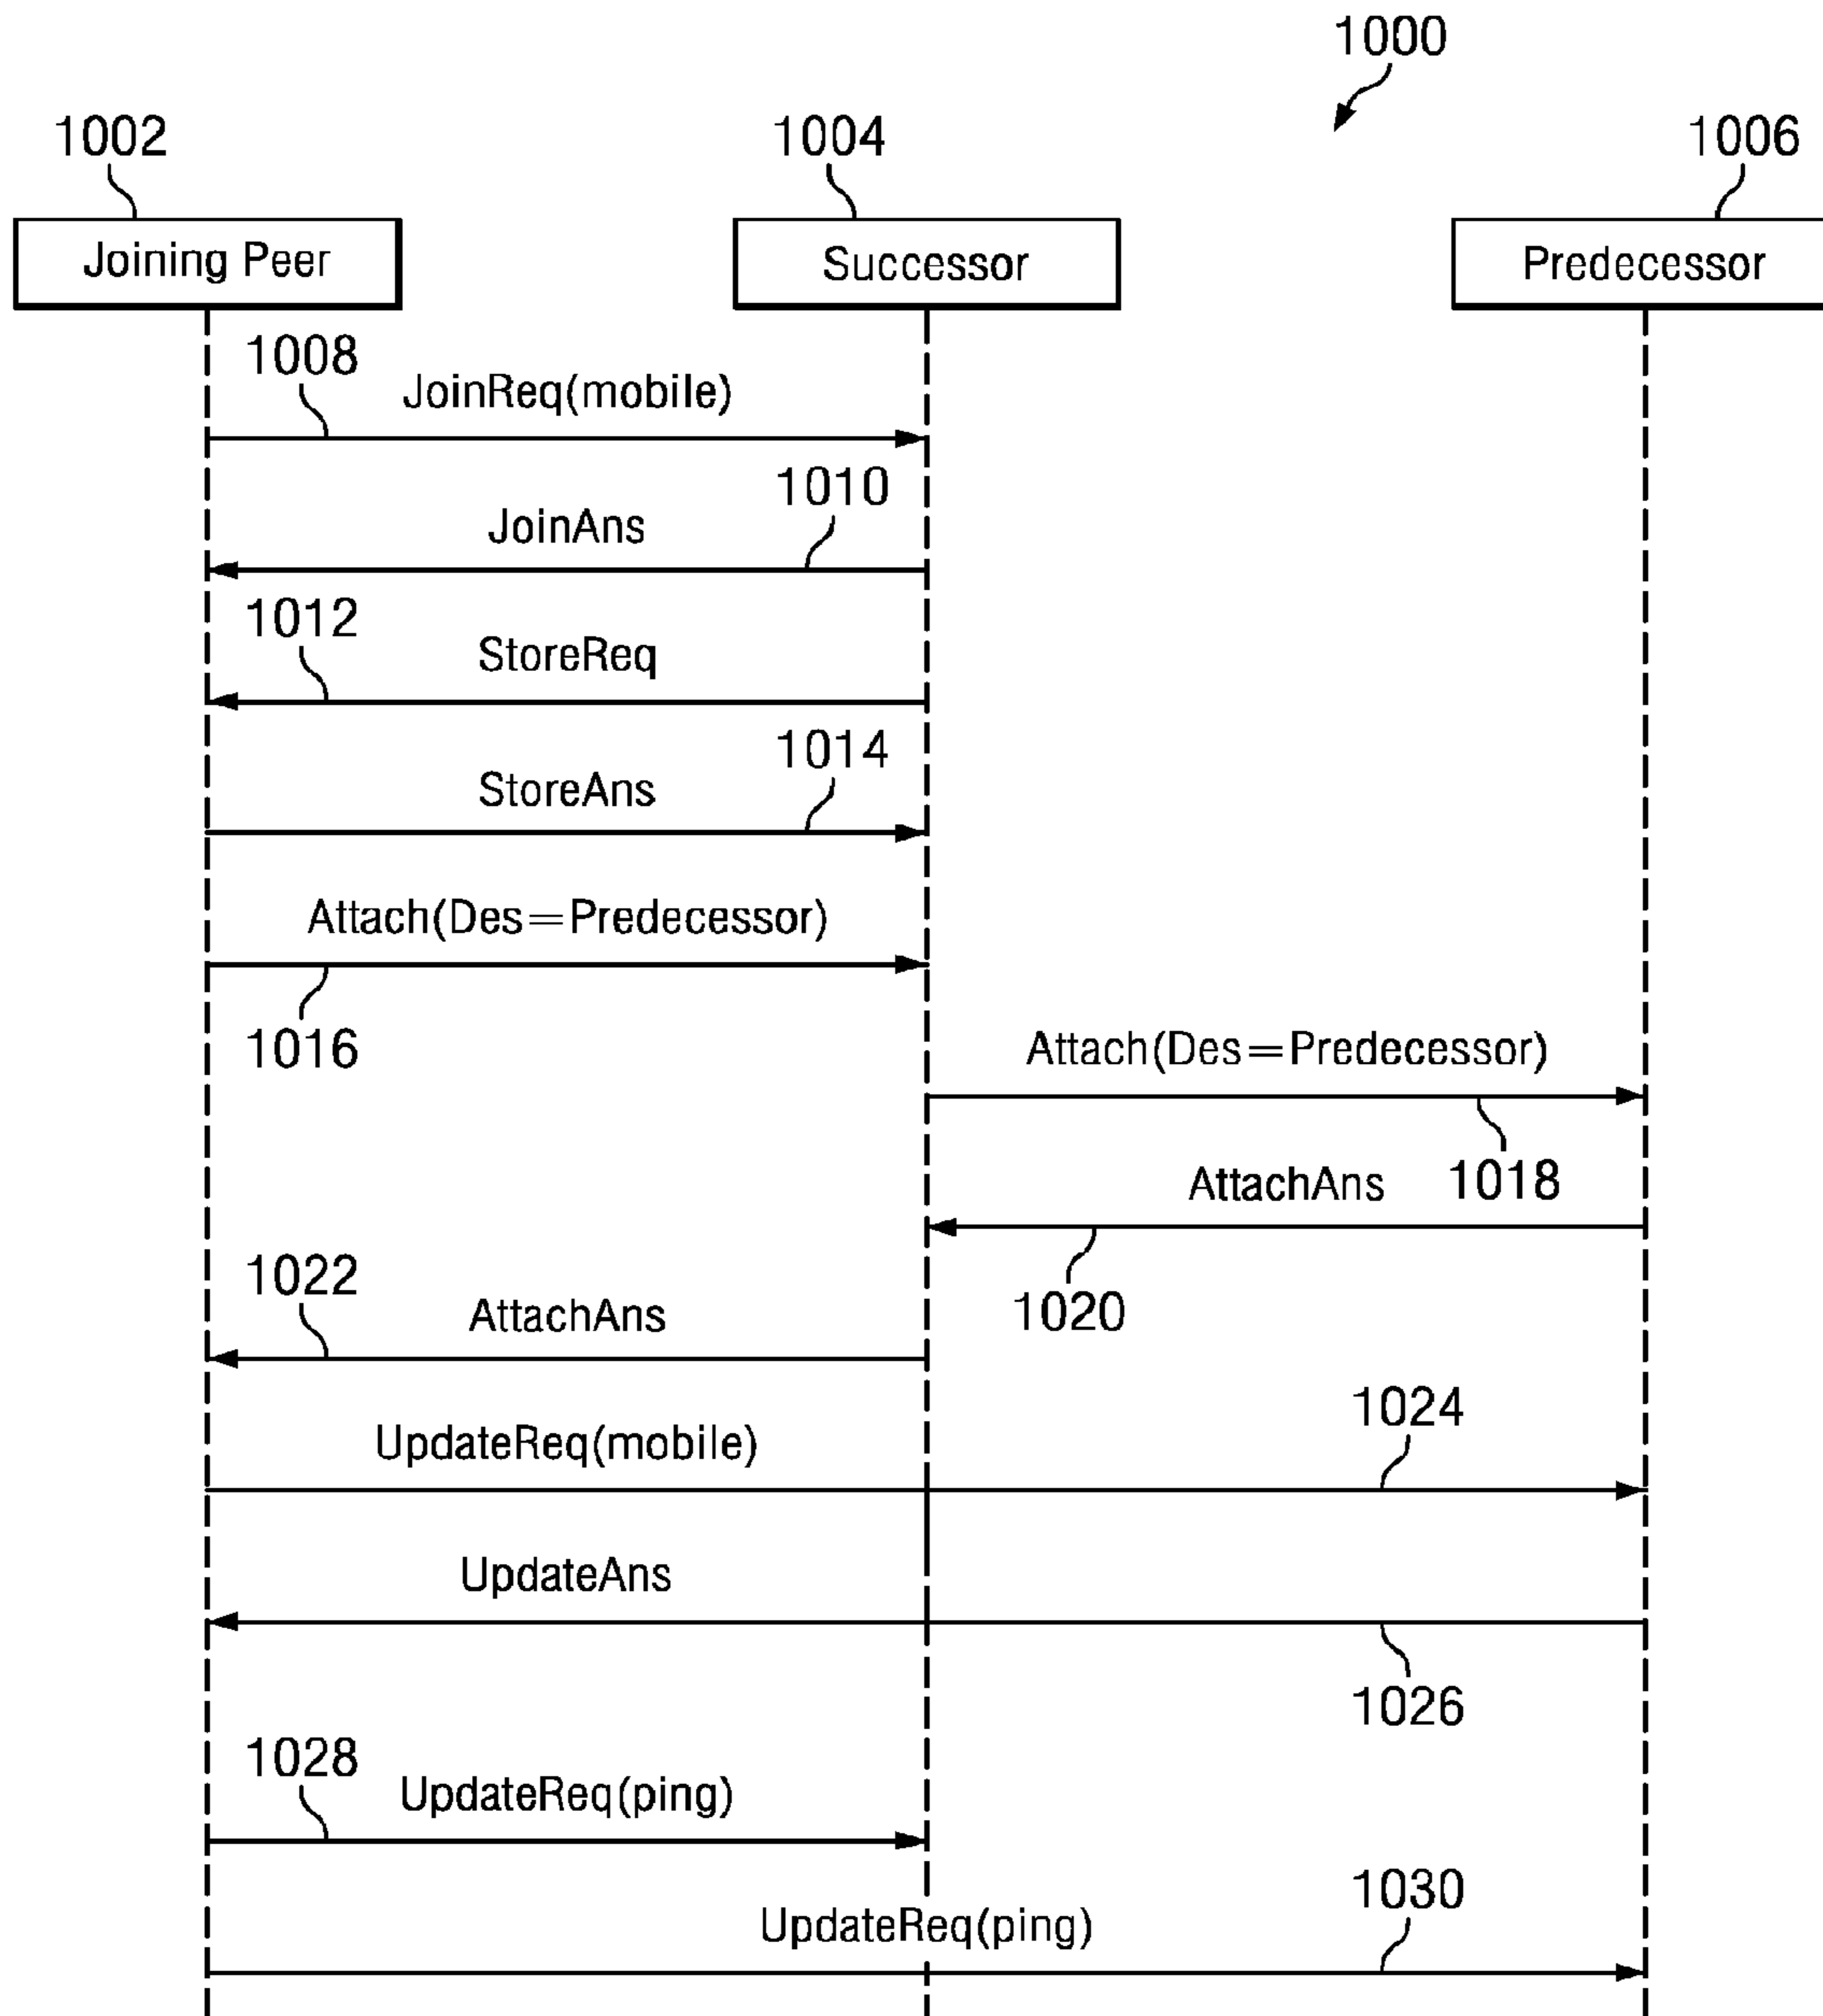 1000
1002
1004
1006
Joining Peer
Successor
Predecessor
1008
JoinReq(mobile)
1010
JoinAns
1012
StoreReq
1014
StoreAns
Attach(Des=Predecessor)
1016
Attach(Des=Predecessor)
1018
AttachAns
1020
1022
AttachAns
1024
UpdateReq(mobile)
UpdateAns
1026
1028
UpdateReq(ping)
1030
UpdateReq(ping)